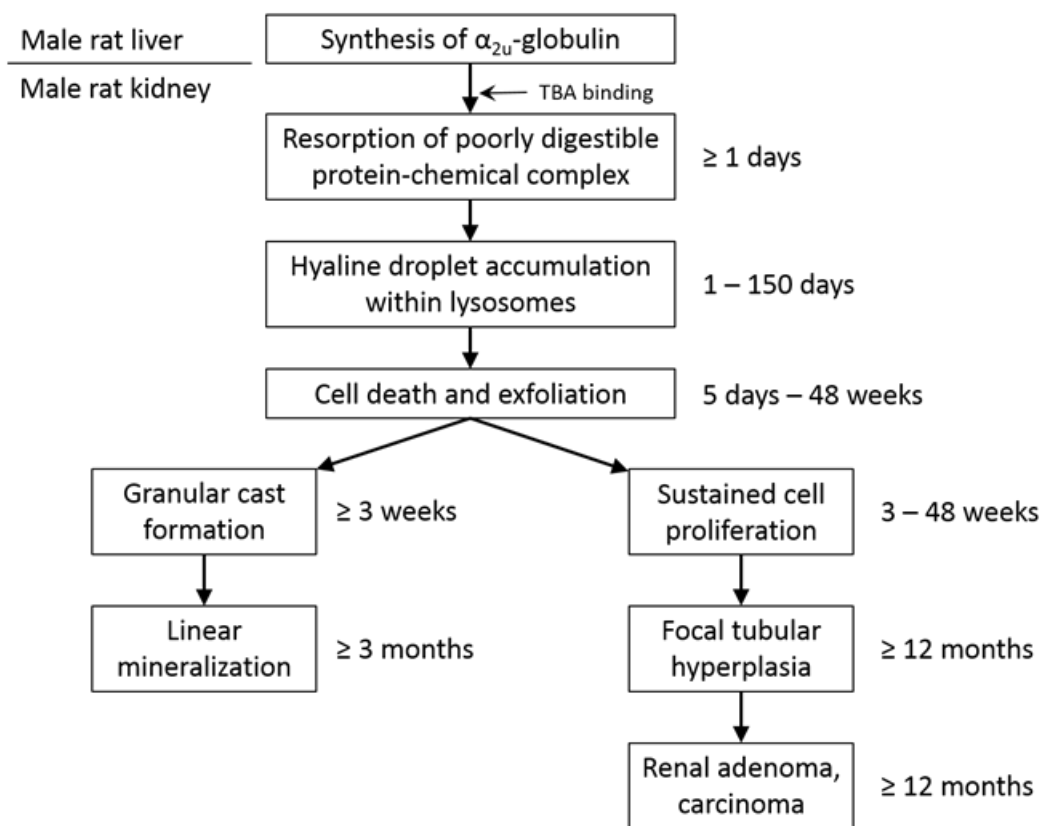 Male rat liver
Synthesis of α₂ᵤ-globulin
Male rat kidney
TBA binding
Resorption of poorly digestible
protein-chemical complex
≥ 1 days
Hyaline droplet accumulation
within lysosomes
1 – 150 days
Cell death and exfoliation
5 days – 48 weeks
Granular cast
formation
≥ 3 weeks
Sustained cell
proliferation
3 – 48 weeks
Linear
mineralization
≥ 3 months
Focal tubular
hyperplasia
≥ 12 months
Renal adenoma,
carcinoma
≥ 12 months